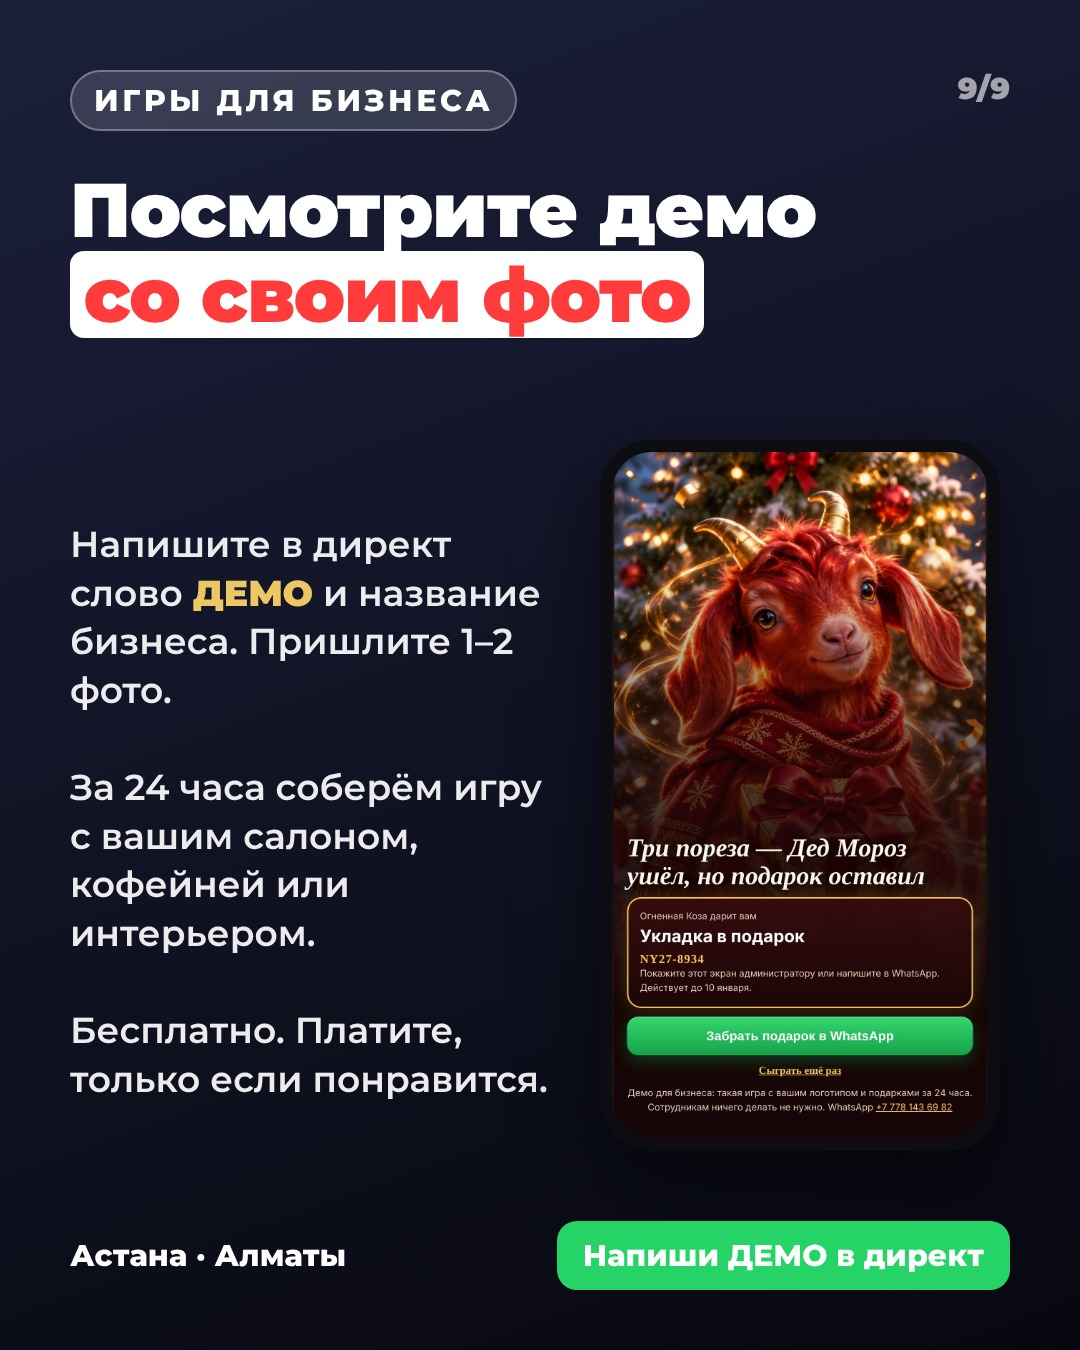 ИГРЫ ДЛЯ БИЗНЕСА
9/9
Посмотрите демо
со своим фото
Напишите в директ
слово ДЕМО и название
бизнеса. Пришлите 1–2
фото.
За 24 часа соберём игру
с вашим салоном,
кофейней или
интерьером.
Бесплатно. Платите,
только если понравится.
Три пореза — Дед Мороз
ушёл, но подарок оставил
Огненная Коза дарит вам
Укладка в подарок
NY27-8934
Покажите этот экран администратору или напишите в WhatsApp.
Действует до 10 января.
Забрать подарок в WhatsApp
Сыграть ещё раз
Демо для бизнеса: такая игра с вашим логотипом и подарками за 24 часа.
Сотрудникам ничего делать не нужно. WhatsApp +7 778 143 69 82
Астана · Алматы
Напиши ДЕМО в директ